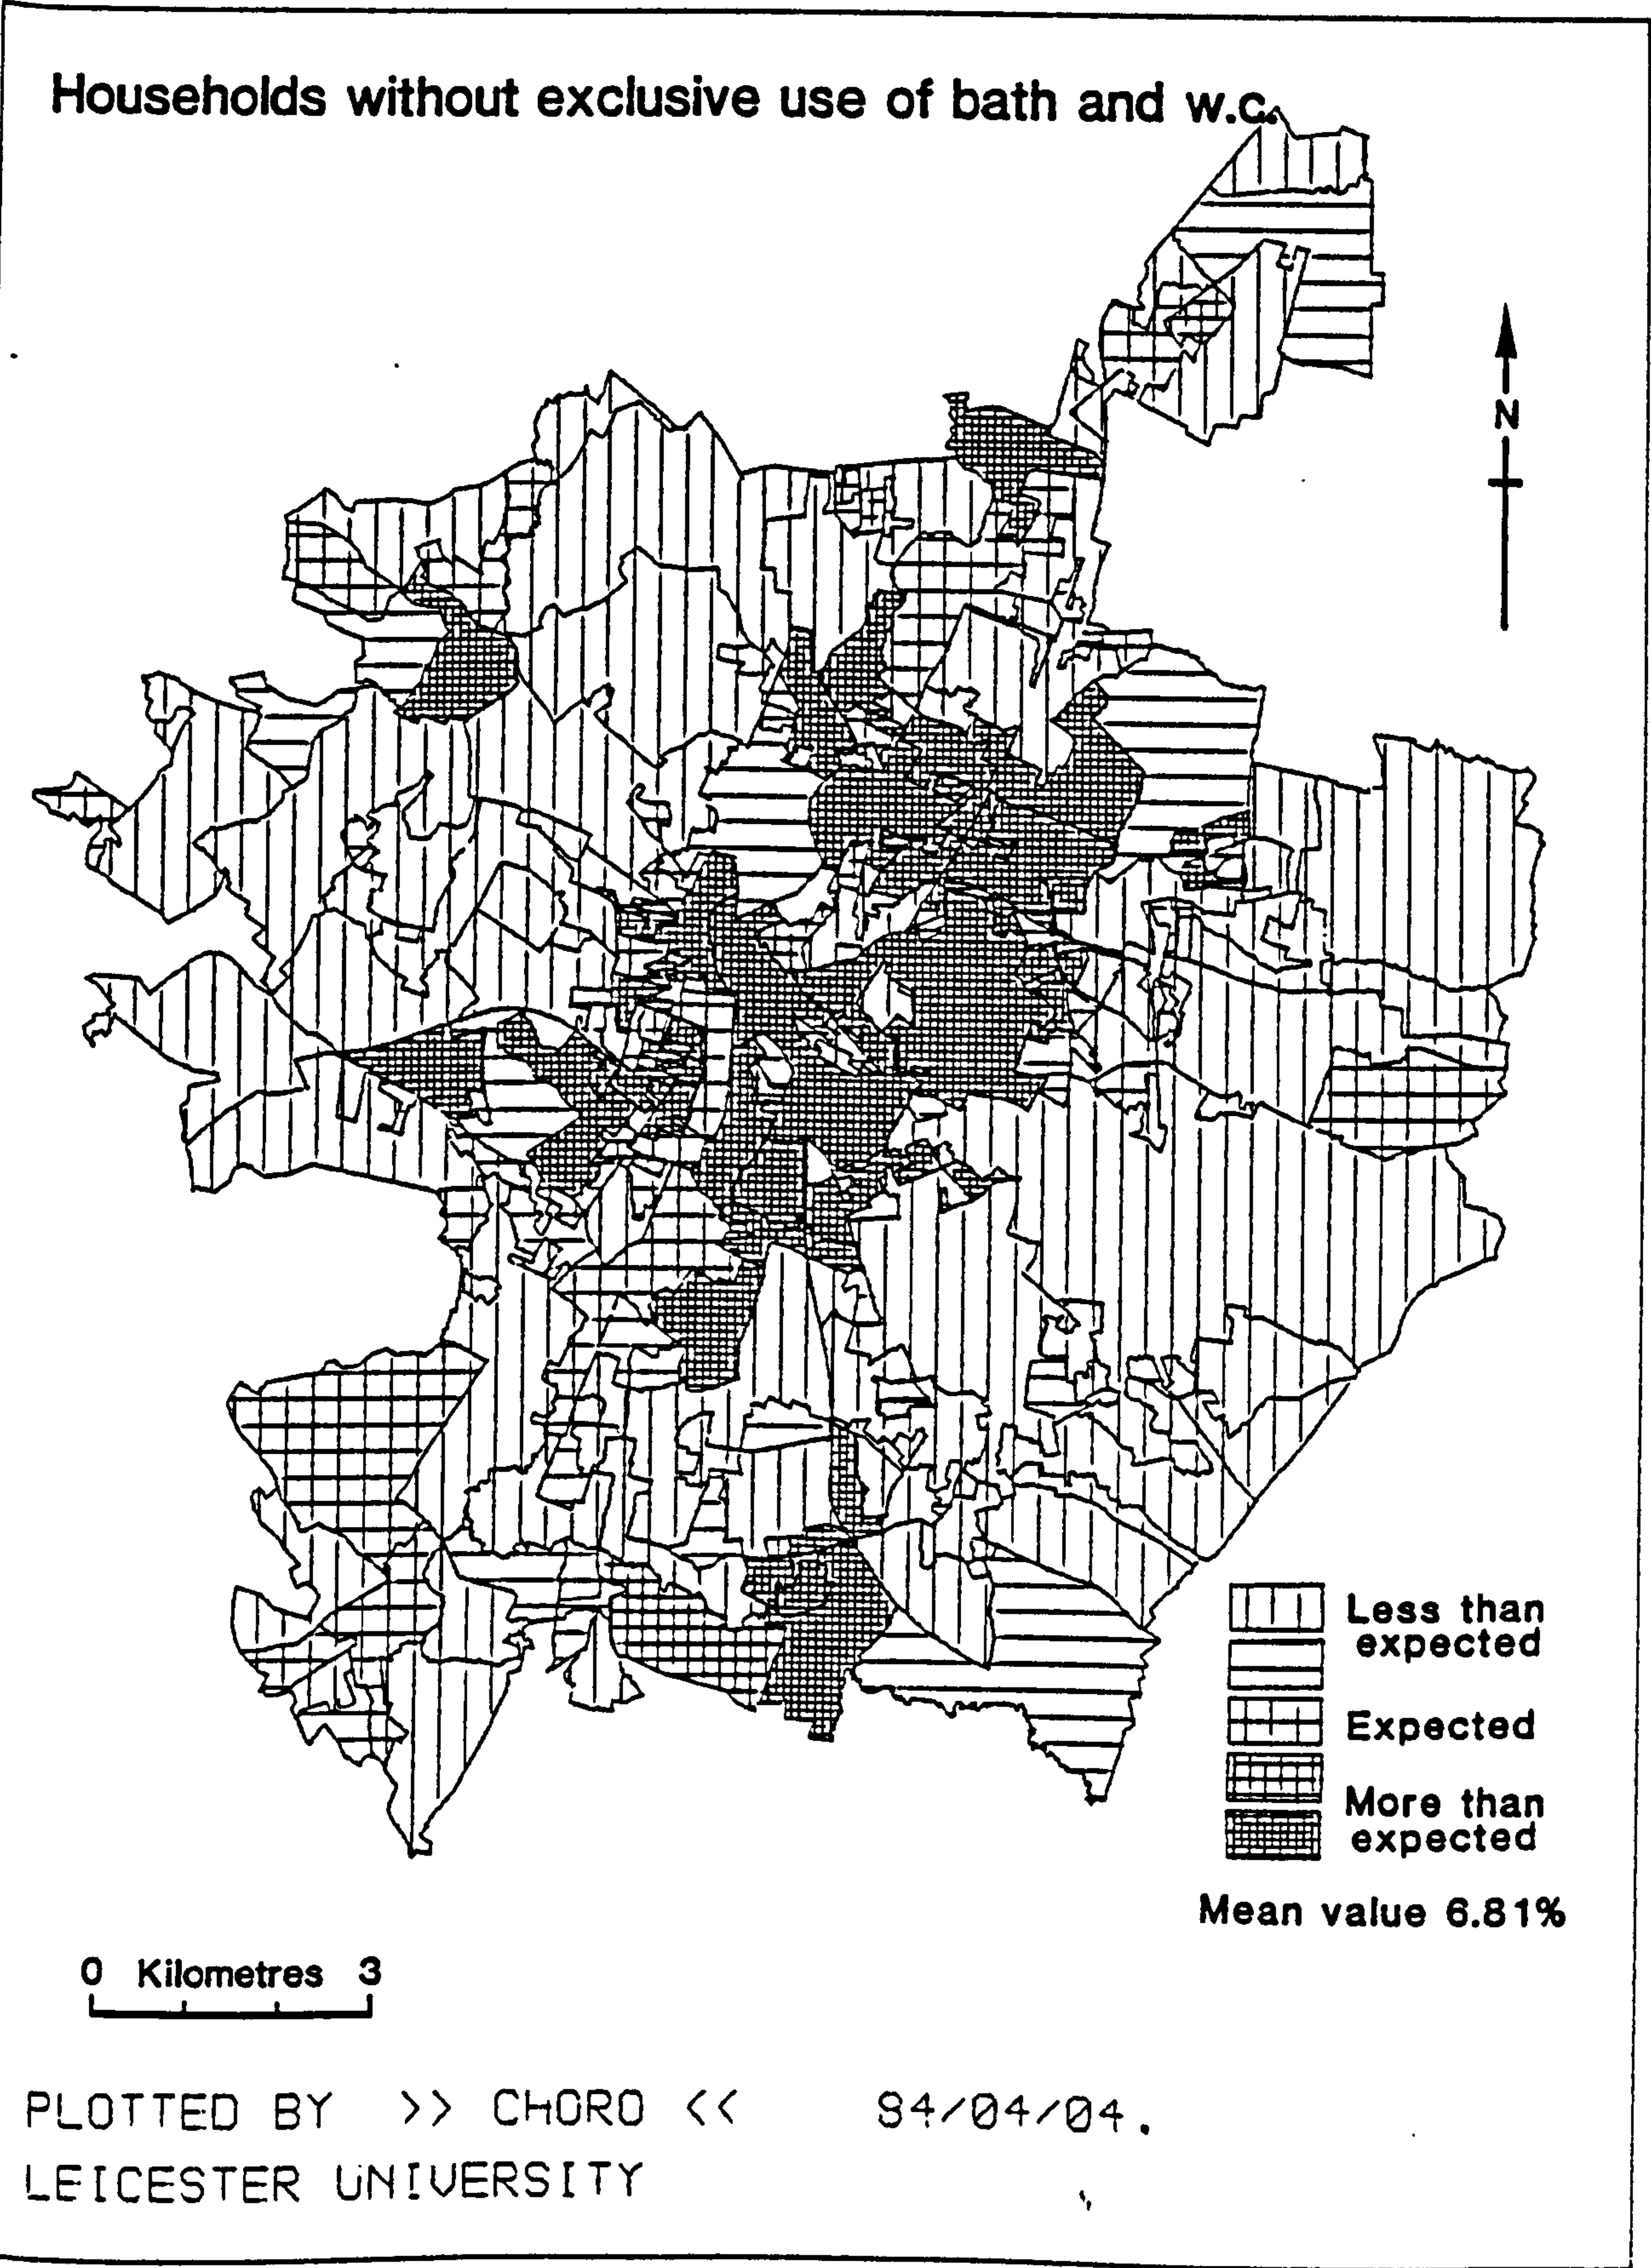 Households without exclusive use of bath and w.c.
N
Less than
expected
Expected
More than
expected
Mean value 6.81%
0 Kilometres 3
PLOTTED BY >> CHORO << 84/04/04.
LEICESTER UNIVERSITY